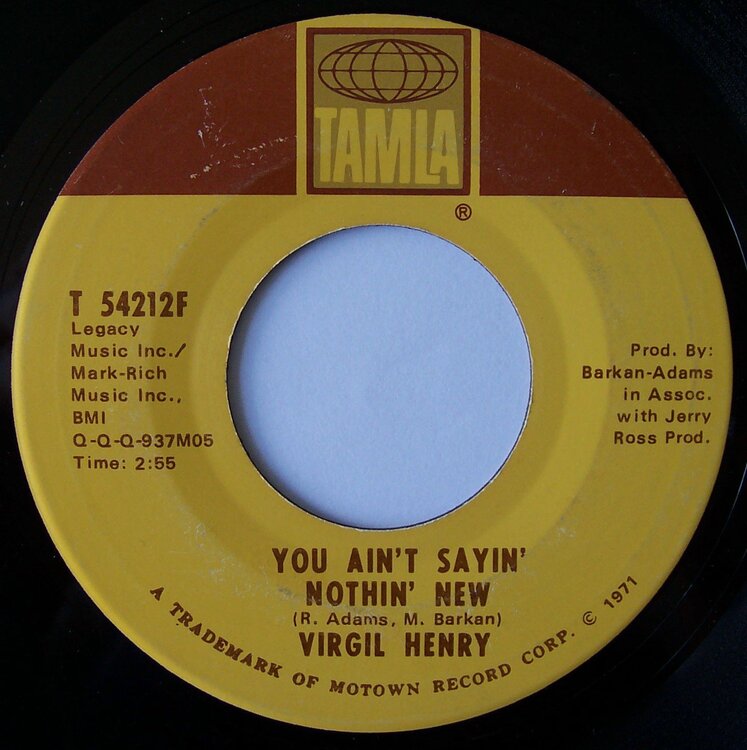 TAMLA
®
T 54212F
Legacy
Music Inc./
Mark-Rich
Music Inc.,
BMI
Q-Q-Q-937M05
Time: 2:55
Prod. By:
Barkan-Adams
in Assoc.
with Jerry
Ross Prod.
YOU AIN'T SAYIN'
NOTHIN' NEW
(R. Adams, M. Barkan)
VIRGIL HENRY
A TRADEMARK OF MOTOWN RECORD CORP. © 1971